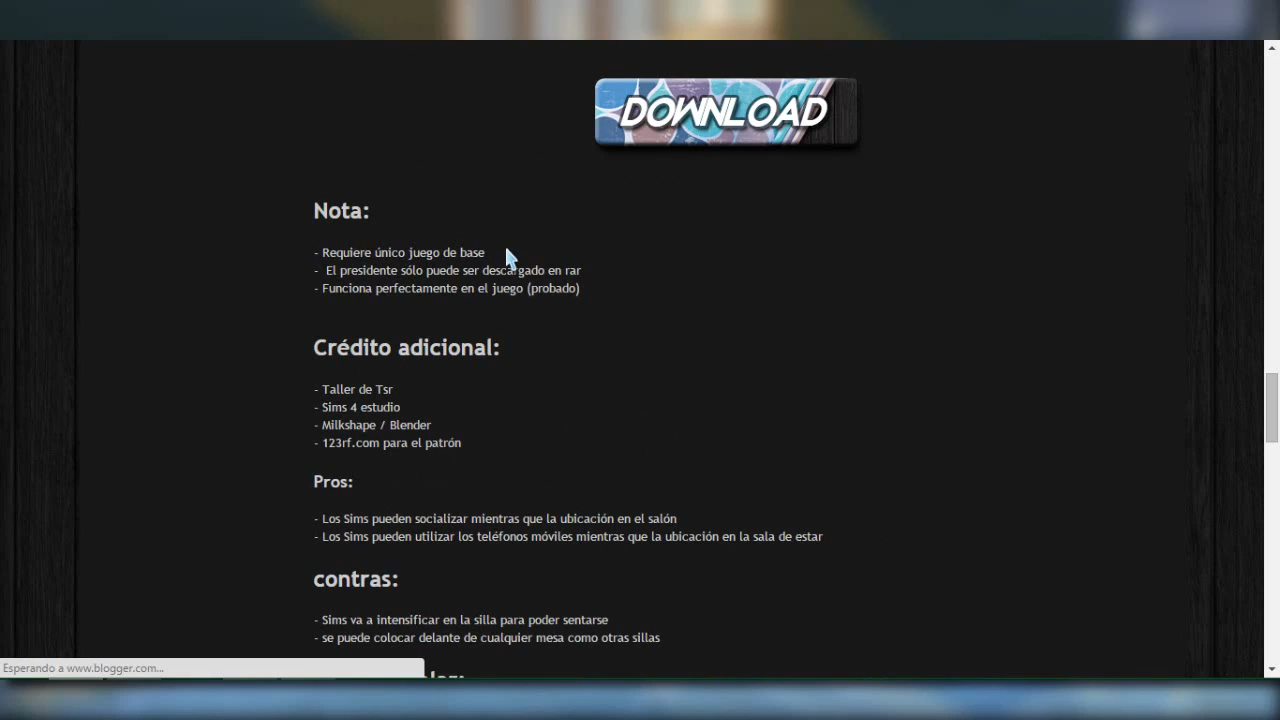 DOWNLOAD
Nota:
- Requiere único juego de base
- El presidente sólo puede ser descargado en rar
- Funciona perfectamente en el juego (probado)
Crédito adicional:
- Taller de Tsr
- Sims 4 estudio
- Milkshape / Blender
- 123rf.com para el patrón
Pros:
- Los Sims pueden socializar mientras que la ubicación en el salón
- Los Sims pueden utilizar los teléfonos móviles mientras que la ubicación en la sala de estar
contras:
- Sims va a intensificar en la silla para poder sentarse
- se puede colocar delante de cualquier mesa como otras sillas
Esperando a www.blogger.com...